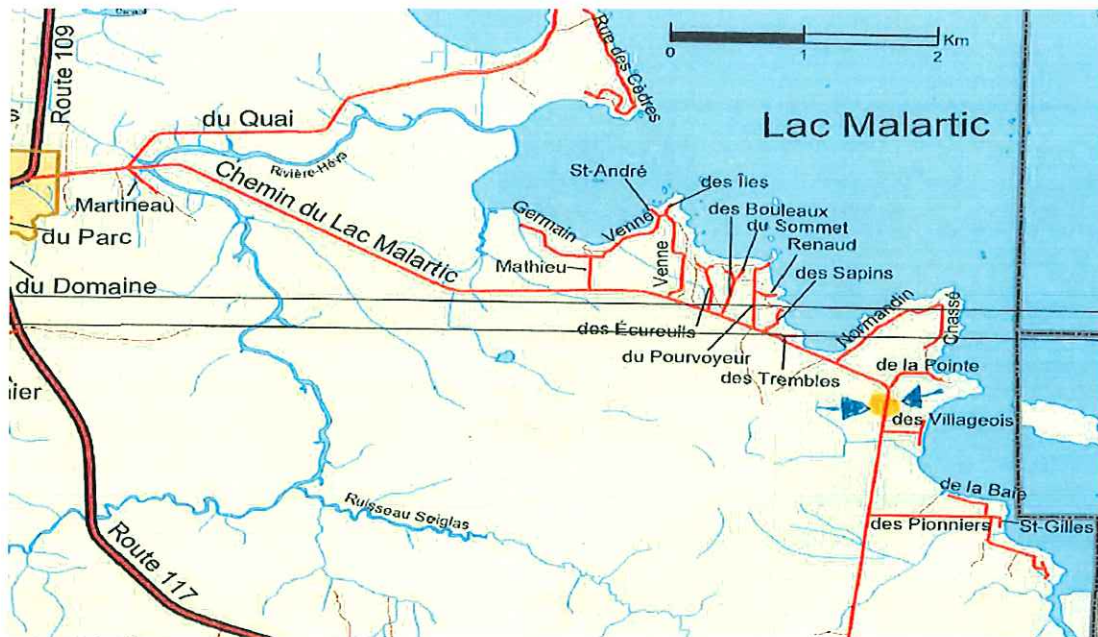 Route 109
du Quai
Rivière-Héva
Rue des Cèdres
0 1 2 Km
Lac Malartic
Martineau
du Parc
du Domaine
Chemin du Lac Malartic
St-André
des Îles
Germain
Venne
des Bouleaux
du Sommet
Renaud
Mathieu
Venne
des Sapins
des Écureuils
du Pourvoyeur
des Trembles
Normandin
Chassé
de la Pointe
des Villageois
nier
Ruisseau Soiglas
de la Baie
des Pionniers
St-Gilles
Route 117